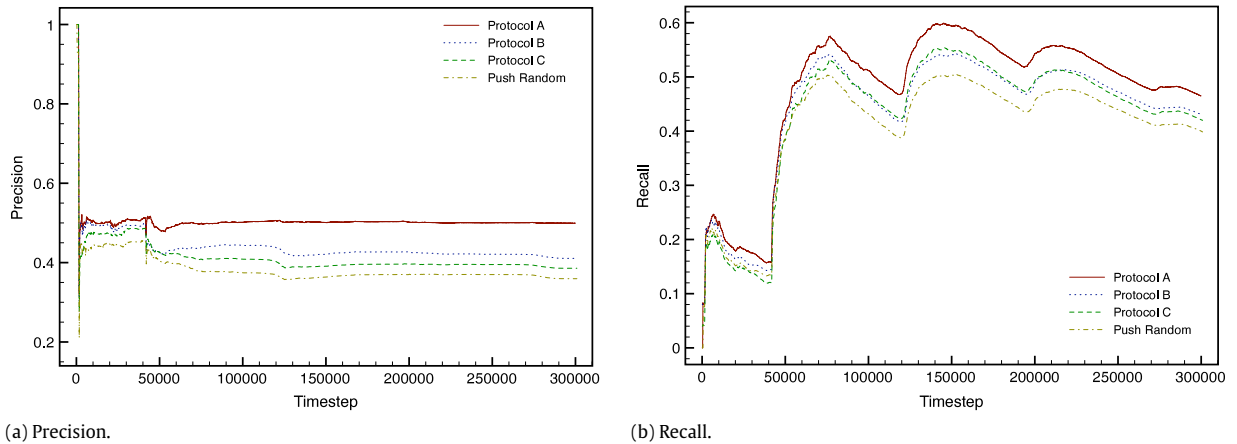 1
0.8
0.6
0.4
0.2
Precision
Protocol A
Protocol B
Protocol C
Push Random
0 50000 100000 150000 200000 250000 300000
Timestep
(a) Precision.
0.6
0.5
0.4
0.3
0.2
0.1
0
Recall
Protocol A
Protocol B
Protocol C
Push Random
0 50000 100000 150000 200000 250000 300000
Timestep
(b) Recall.